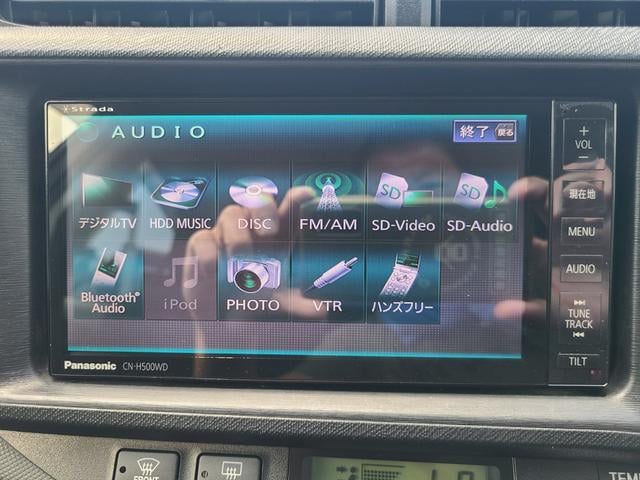 Strada
AUDIO
終了 戻る
デジタルTV
HDD MUSIC
DISC
FM/AM
SD-Video
SD-Audio
Bluetooth®
Audio
iPod
PHOTO
VTR
ハンズフリー
Panasonic CN-H500WD
+
VOL
−
現在地
MENU
AUDIO
TUNE
TRACK
TILT
FRONT
TEMP